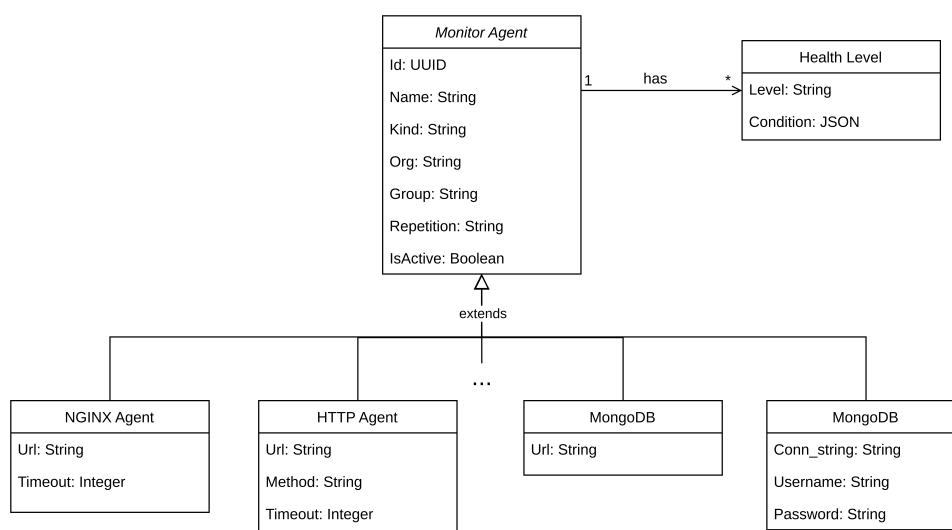 Monitor Agent
Id: UUID
Name: String
Kind: String
Org: String
Group: String
Repetition: String
IsActive: Boolean
1
has
*
Health Level
Level: String
Condition: JSON
extends
...
NGINX Agent
Url: String
Timeout: Integer
HTTP Agent
Url: String
Method: String
Timeout: Integer
MongoDB
Url: String
MongoDB
Conn_string: String
Username: String
Password: String